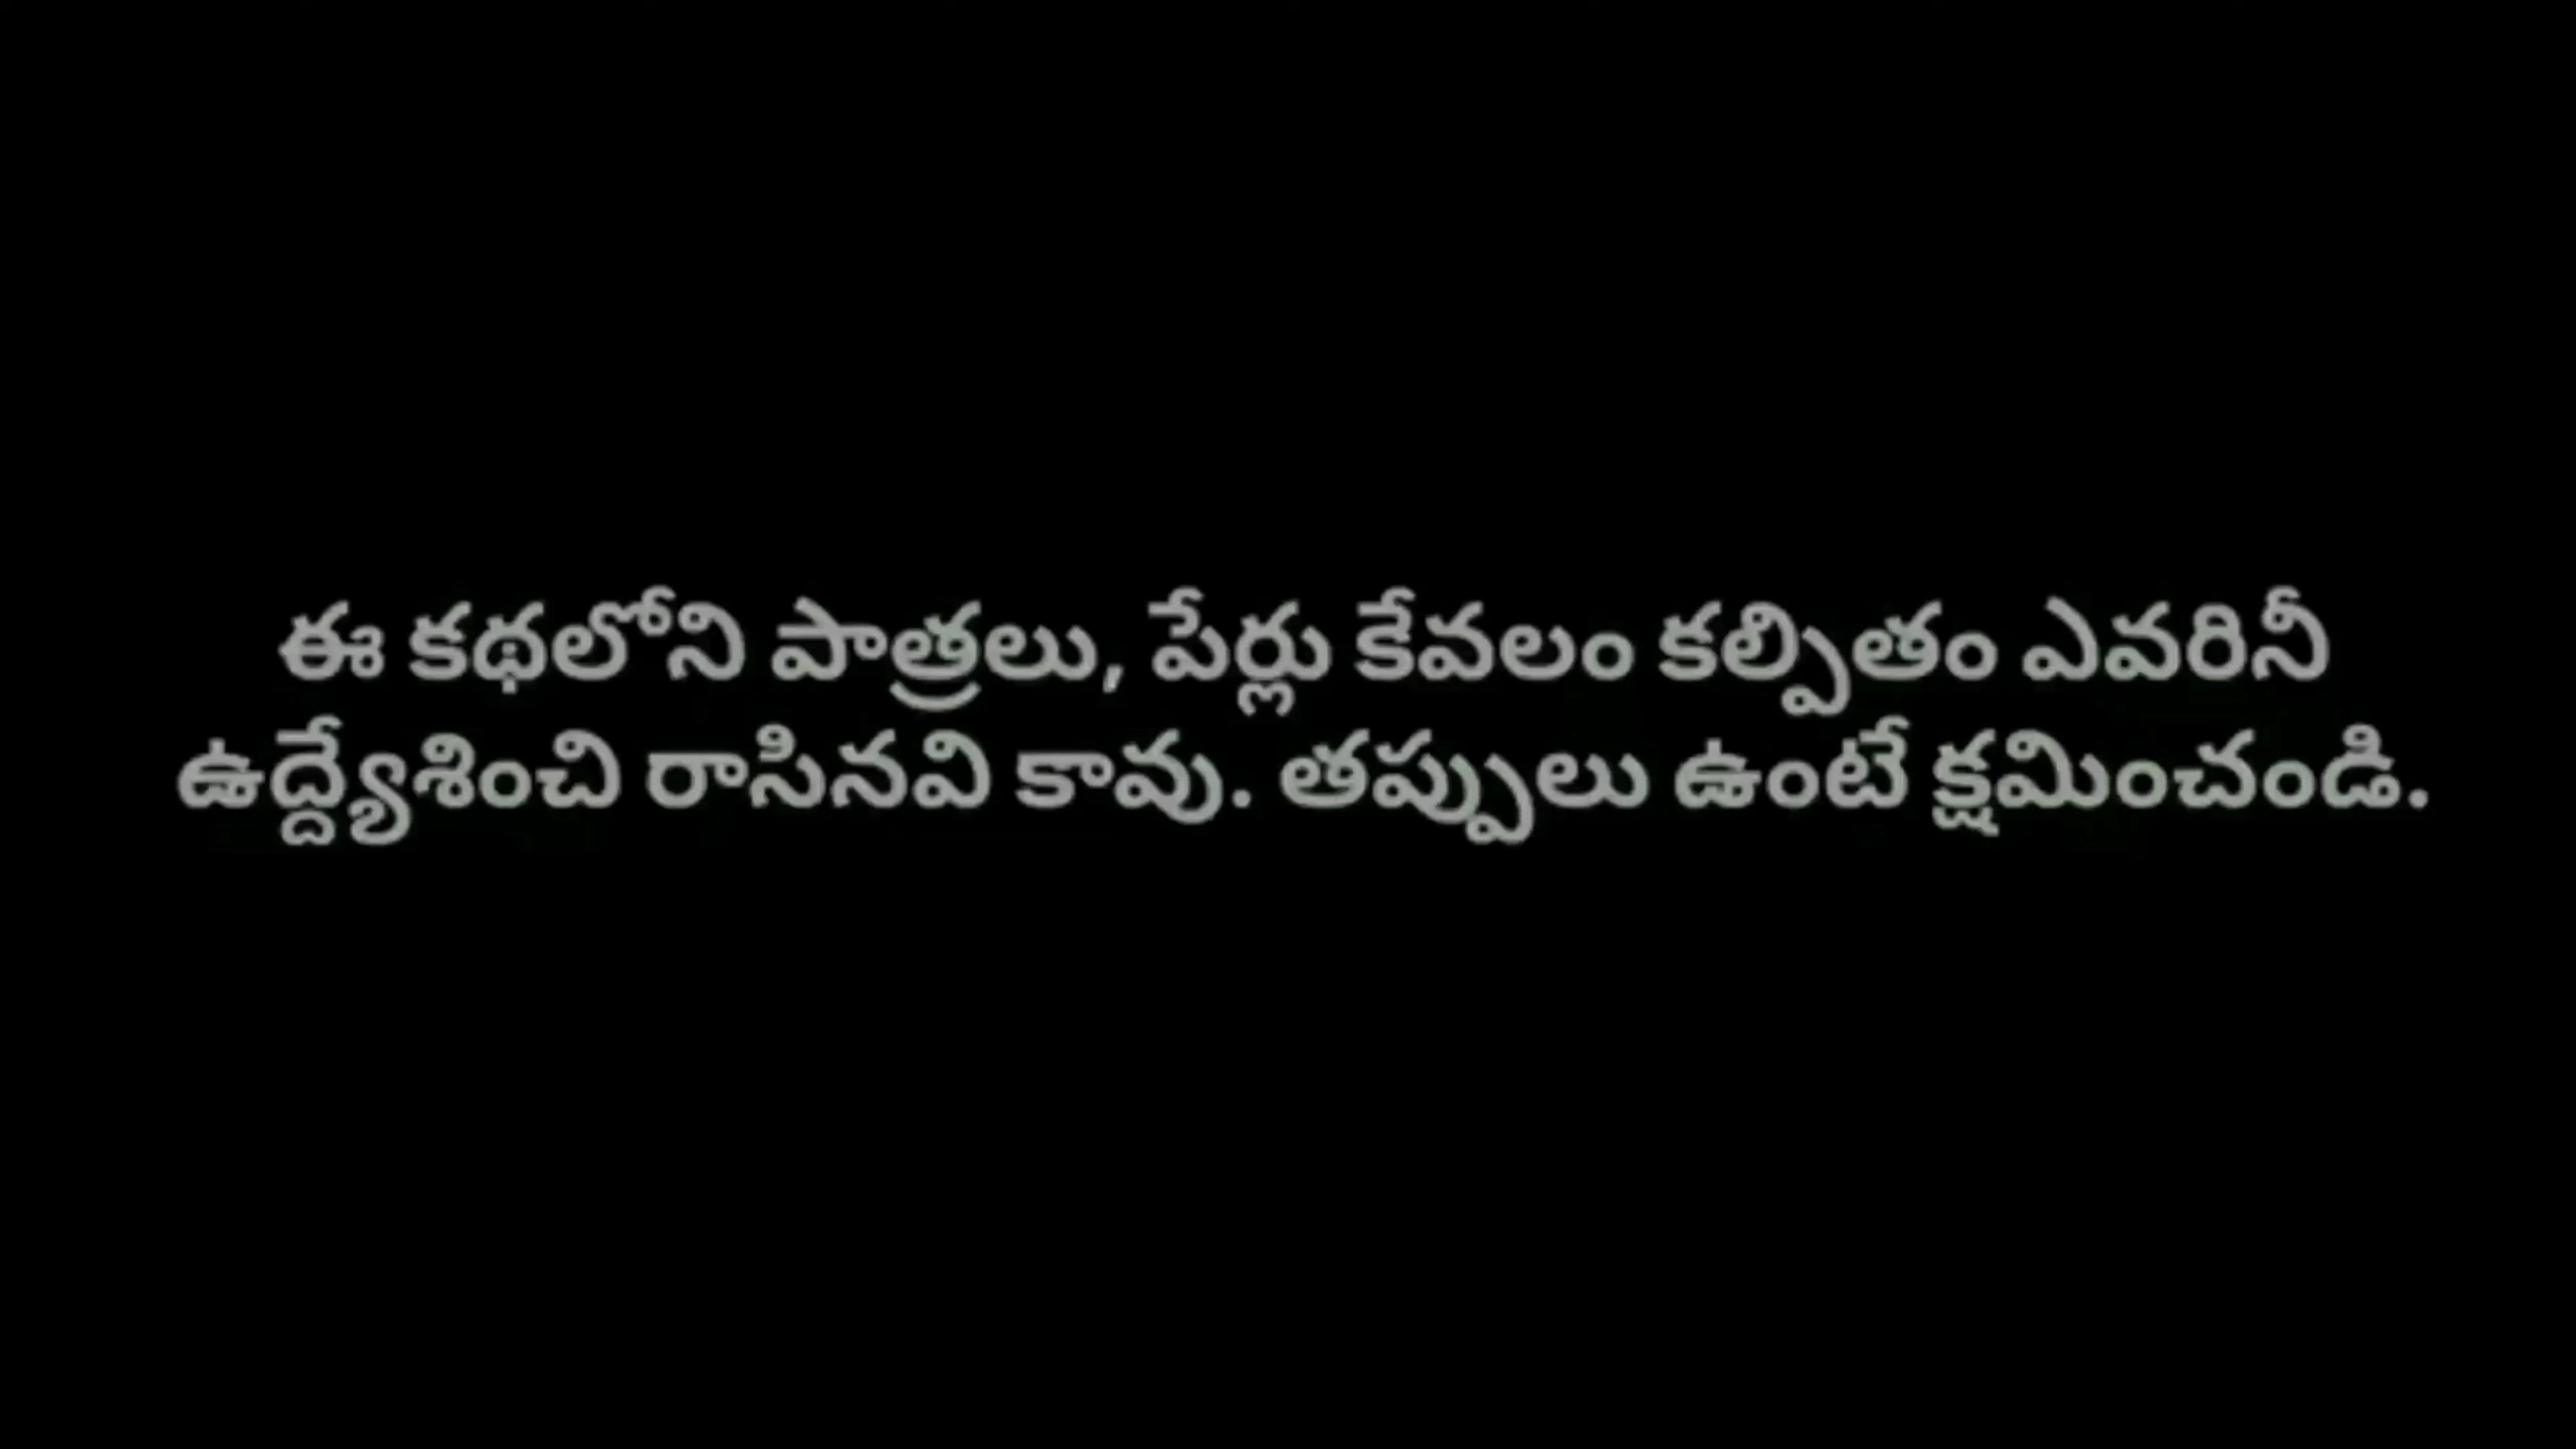 ఈ కథలోని పాత్రలు, పేర్లు కేవలం కల్పితం ఎవరినీ
ఉద్ద్యేశించి రాసినవి కావు. తప్పులు ఉంటే క్షమించండి.